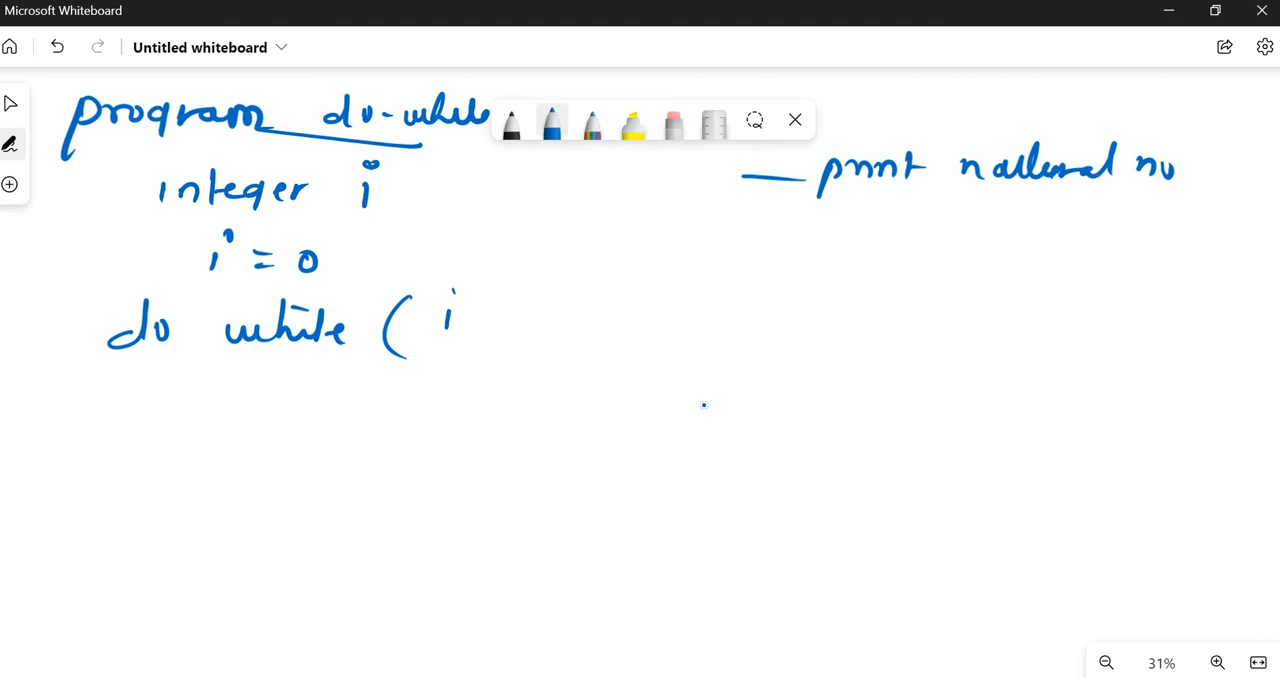 Microsoft Whiteboard
Untitled whiteboard
program do-while
— print natural no
integer i
i = 0
do while ( i
31%